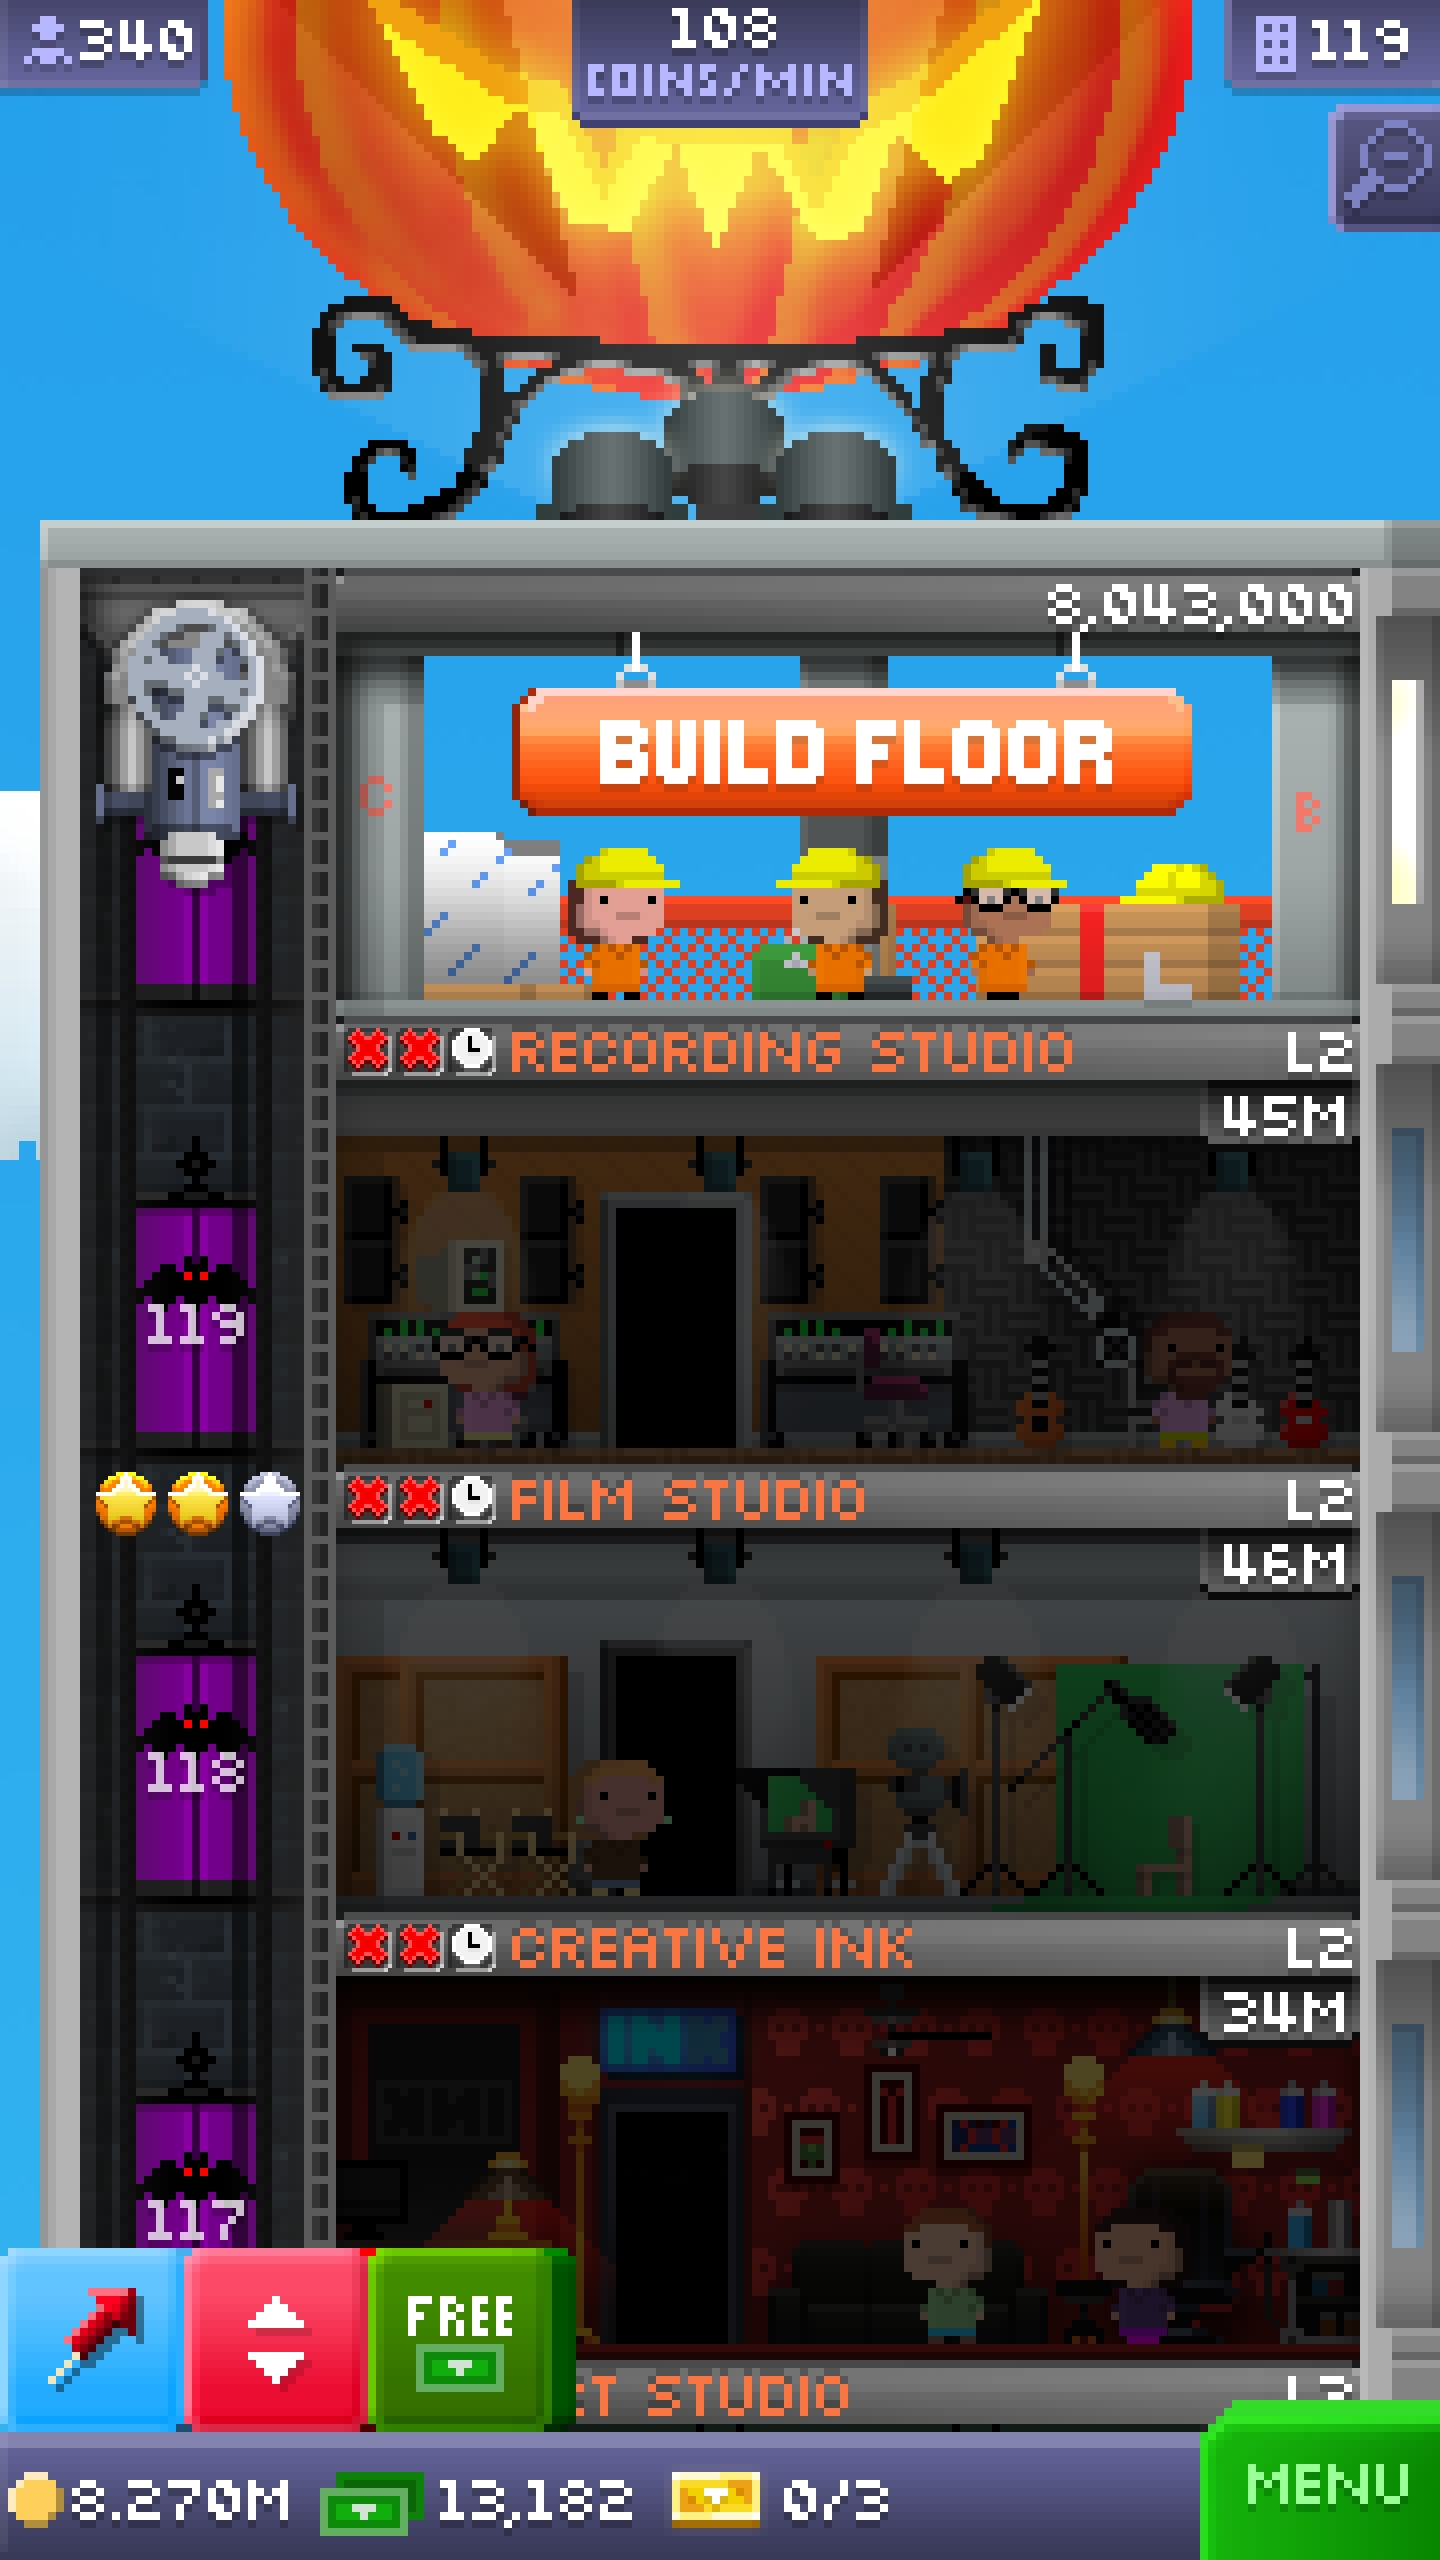 340
108
COINS/MIN
119
8,043,000
BUILD FLOOR
C
B
L
RECORDING STUDIO
L2
45M
119
FILM STUDIO
L2
46M
118
CREATIVE INK
L2
34M
INK
117
FREE
STUDIO
8.270M
13,182
0/3
MENU